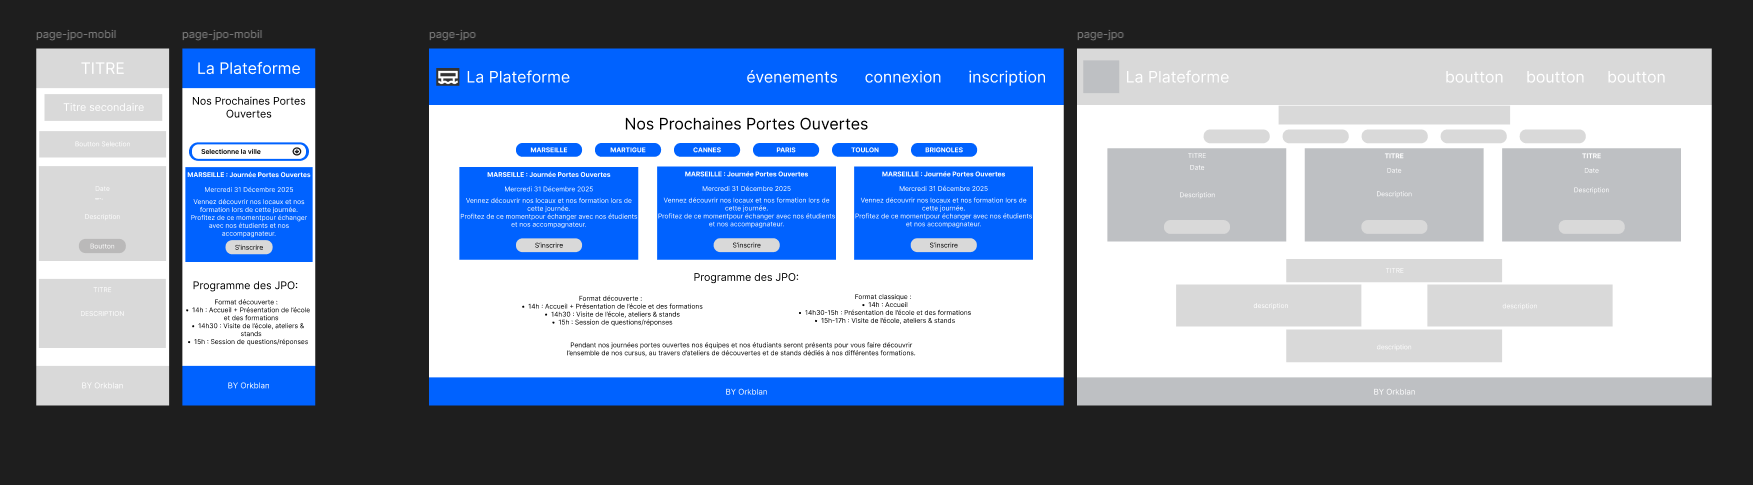 page-jpo-mobil
TITRE
Titre secondaire
Boutton Selection
Date
Description
Boutton
TITRE
DESCRIPTION
BY Orkblan
page-jpo-mobil
La Plateforme
Nos Prochaines Portes
Ouvertes
Selectionne la ville
MARSEILLE : Journée Portes Ouvertes
Mercredi 31 Décembre 2025
Vennez découvrir nos locaux et nos
formation lors de cette journée.
Profitez de ce momentpour échanger
avec nos étudients et nos
accompagnateur.
S'inscrire
Programme des JPO:
Format découverte :
• 14h : Accueil + Présentation de l'école
et des formations
• 14h30 : Visite de l'école, ateliers &
stands
• 15h : Session de questions/réponses
BY Orkblan
page-jpo
La Plateforme
évenements connexion inscription
Nos Prochaines Portes Ouvertes
MARSEILLE MARTIGUE CANNES PARIS TOULON BRIGNOLES
MARSEILLE : Journée Portes Ouvertes
Mercredi 31 Décembre 2025
Vennez découvrir nos locaux et nos formation lors de
cette journée.
Profitez de ce momentpour échanger avec nos étudients
et nos accompagnateur.
S'inscrire
MARSEILLE : Journée Portes Ouvertes
Mercredi 31 Décembre 2025
Vennez découvrir nos locaux et nos formation lors de
cette journée.
Profitez de ce momentpour échanger avec nos étudients
et nos accompagnateur.
S'inscrire
MARSEILLE : Journée Portes Ouvertes
Mercredi 31 Décembre 2025
Vennez découvrir nos locaux et nos formation lors de
cette journée.
Profitez de ce momentpour échanger avec nos étudients
et nos accompagnateur.
S'inscrire
Programme des JPO:
Format découverte :
• 14h : Accueil + Présentation de l'école et des formations
• 14h30 : Visite de l'école, ateliers & stands
• 15h : Session de questions/réponses
Format classique :
• 14h : Accueil
• 14h30-15h : Présentation de l'école et des formations
• 15h-17h : Visite de l'école, ateliers & stands
Pendant nos journées portes ouvertes nos équipes et nos étudiants seront présents pour vous faire découvrir
l'ensemble de nos cursus, au travers d'ateliers de découvertes et de stands dédiés à nos différentes formations.
BY Orkblan
page-jpo
La Plateforme
boutton boutton boutton
TITRE
Date
Description
TITRE
Date
Description
TITRE
Date
Description
TITRE
description
description
description
BY Orkblan